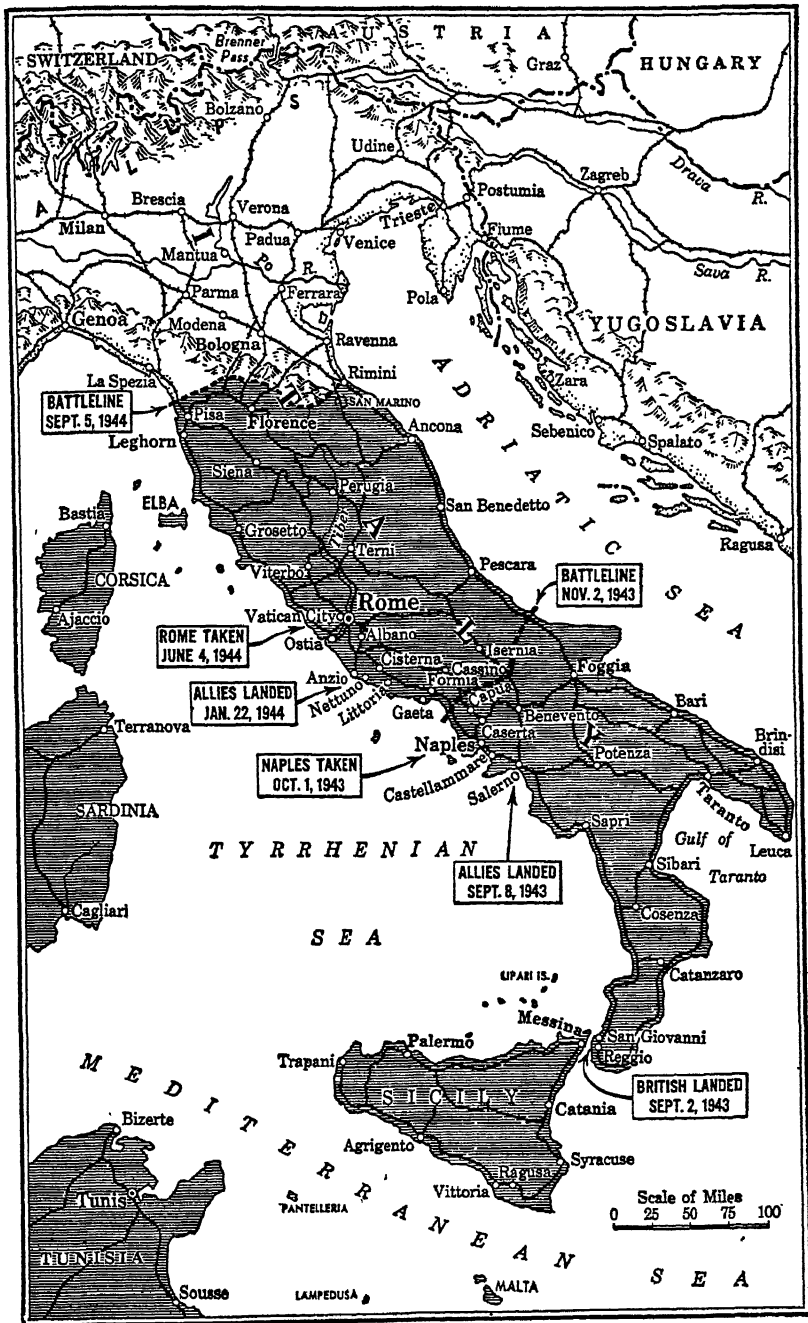 AUSTRIA
Brenner
Pass
SWITZERLAND
Graz
HUNGARY
Bolzano
ALPS
Udine
Drava
R.
Zagreb
Postumia
Brescia
Verona
Trieste
Milan
Padua
Venice
Fiume
Mantua
Po
R.
Sava
R.
Parma
Ferrara
Pola
Genoa
Modena
Bologna
Ravenna
YUGOSLAVIA
La Spezia
Rimini
Zara
BATTLELINE
SEPT. 5, 1944
Pisa
Florence
SAN MARINO
Leghorn
Ancona
Sebenico
Spalato
Siena
ADRIATIC SEA
ELBA
Perugia
San Benedetto
Bastia
Grosseto
Tiber
Ragusa
ITALY
Terni
CORSICA
Viterbo
Pescara
BATTLELINE
NOV. 2, 1943
Ajaccio
Vatican City
Rome
ROME TAKEN
JUNE 4, 1944
Ostia
Albano
Isernia
Cisterna
Cassino
Foggia
Anzio
Nettuno
Littoria
Formia
ALLIES LANDED
JAN. 22, 1944
Gaeta
Capua
Benevento
Bari
Terranova
Caserta
Brin-
disi
Naples
Potenza
NAPLES TAKEN
OCT. 1, 1943
Castellammare
Salerno
Taranto
SARDINIA
Sapri
Gulf of
Taranto
Leuca
TYRRHENIAN
SEA
ALLIES LANDED
SEPT. 8, 1943
Sibari
Cagliari
Cosenza
Catanzaro
LIPARI IS.
Messina
San Giovanni
Reggio
Palermo
Trapani
SICILY
BRITISH LANDED
SEPT. 2, 1943
MEDITERRANEAN
SEA
Catania
Bizerte
Agrigento
Syracuse
Ragusa
Vittoria
Tunis
PANTELLERIA
Scale of Miles
0 25 50 75 100
TUNISIA
Sousse
LAMPEDUSA
MALTA